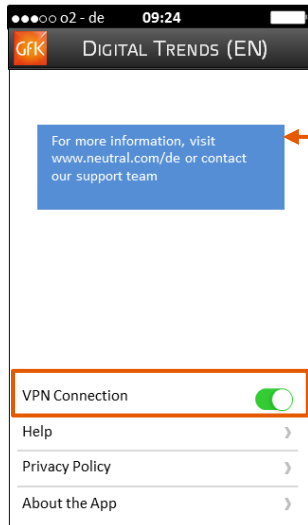 o2 - de 09:24
GfK DIGITAL TRENDS (EN)
For more information, visit
www.neutral.com/de or contact
our support team
VPN Connection
Help
Privacy Policy
About the App